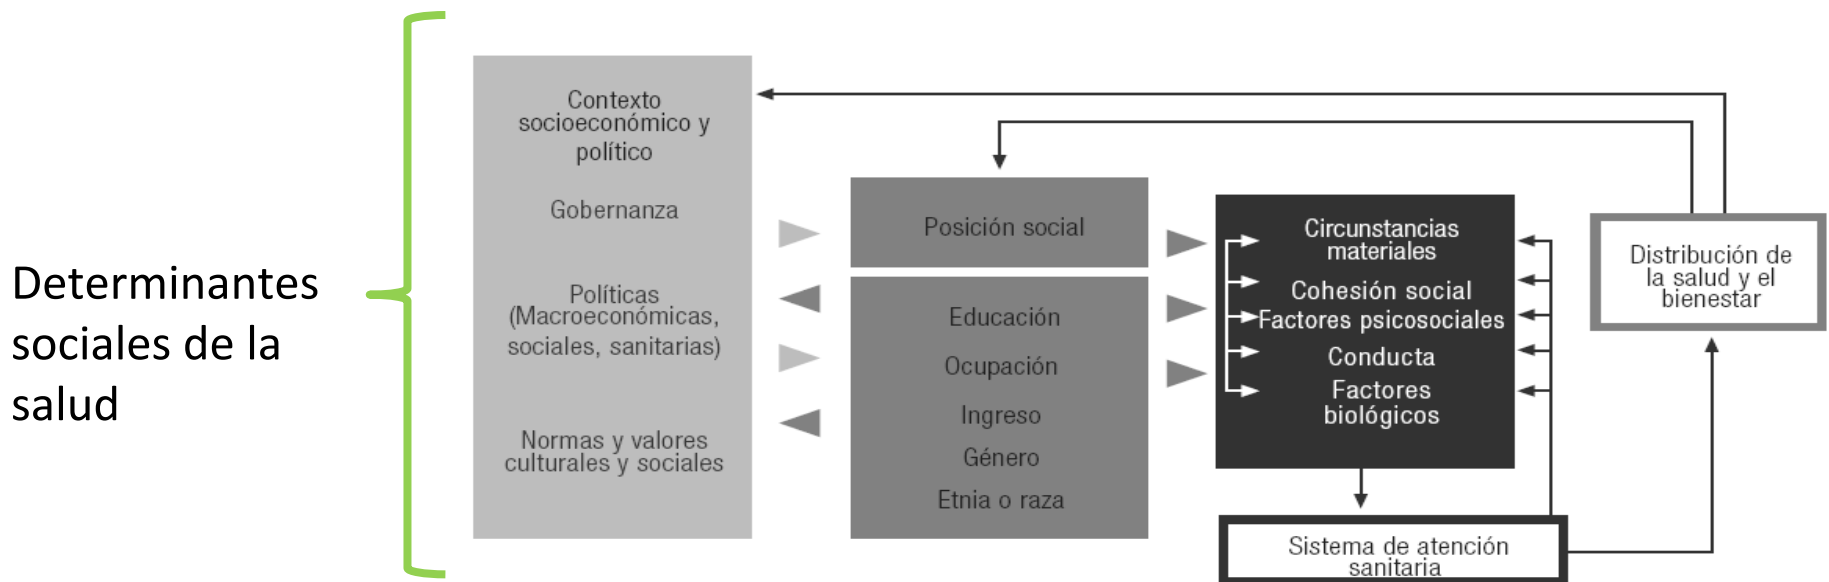 Determinantes
sociales de la
salud
Contexto
socioeconómico y
político
Gobernanza
Políticas
(Macroeconómicas,
sociales, sanitarias)
Normas y valores
culturales y sociales
Posición social
Educación
Ocupación
Ingreso
Género
Etnia o raza
Circunstancias
materiales
Cohesión social
Factores psicosociales
Conducta
Factores
biológicos
Sistema de atención
sanitaria
Distribución de
la salud y el
bienestar